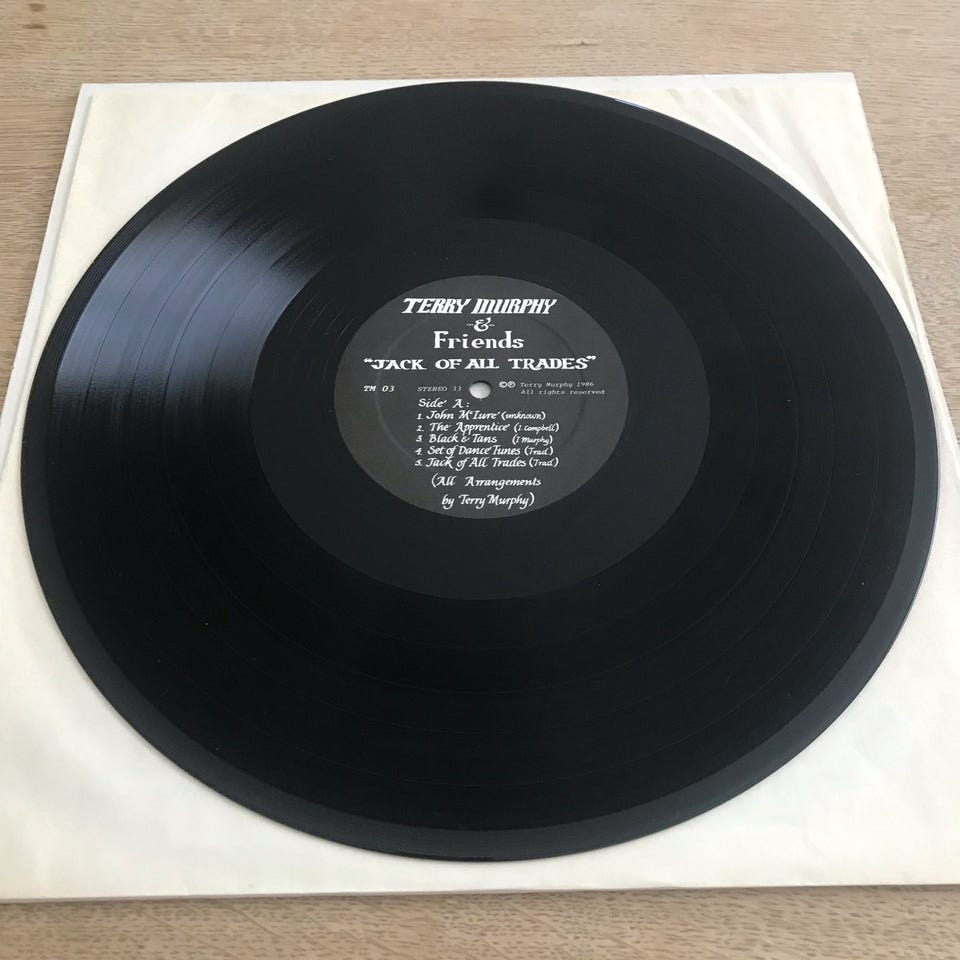 TERRY MURPHY
-&-
Friends
"JACK OF ALL TRADES"
TM 03 STEREO 33 ©℗ Terry Murphy 1986
All rights reserved
Side A:
1. John McIure (unknown)
2. The Apprentice (I. Campbell)
3. Black & Tans (T Murphy)
4. Set of Dance Tunes (Trad)
5. Jack of All Trades (Trad)
(All Arrangements
by Terry Murphy)